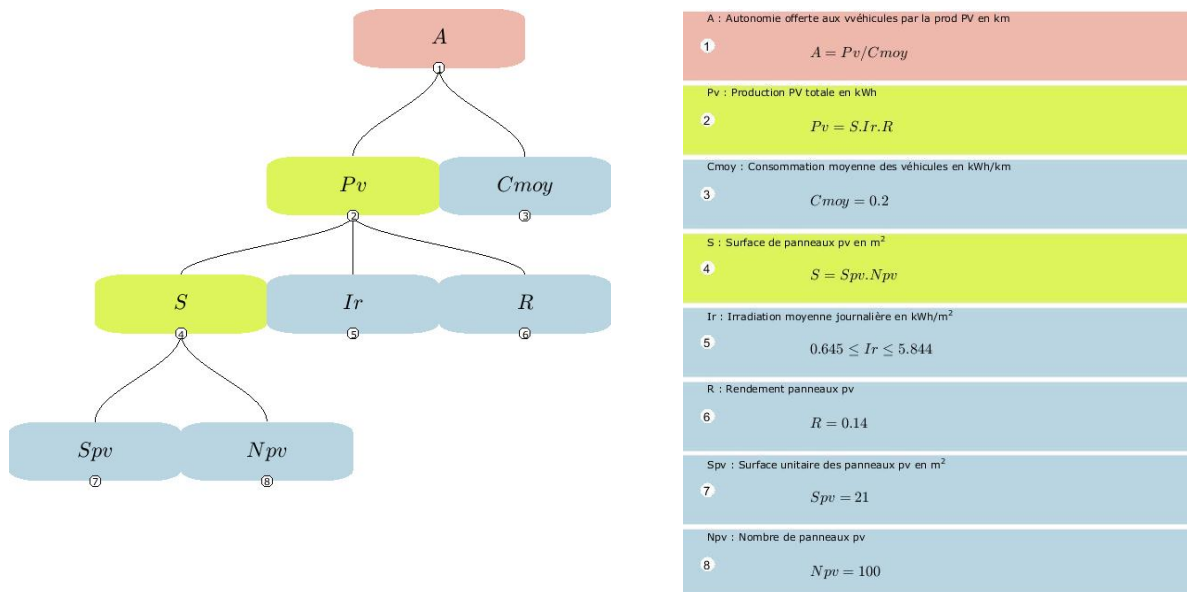 A
1
Pv
Cmoy
2
3
S
Ir
R
4
5
6
Spv
Npv
7
8
A : Autonomie offerte aux vvéhicules par la prod PV en km
1
A = Pv/Cmoy
Pv : Production PV totale en kWh
2
Pv = S.Ir.R
Cmoy : Consommation moyenne des véhicules en kWh/km
3
Cmoy = 0.2
S : Surface de panneaux pv en m²
4
S = Spv.Npv
Ir : Irradiation moyenne journalière en kWh/m²
5
0.645 ≤ Ir ≤ 5.844
R : Rendement panneaux pv
6
R = 0.14
Spv : Surface unitaire des panneaux pv en m²
7
Spv = 21
Npv : Nombre de panneaux pv
8
Npv = 100